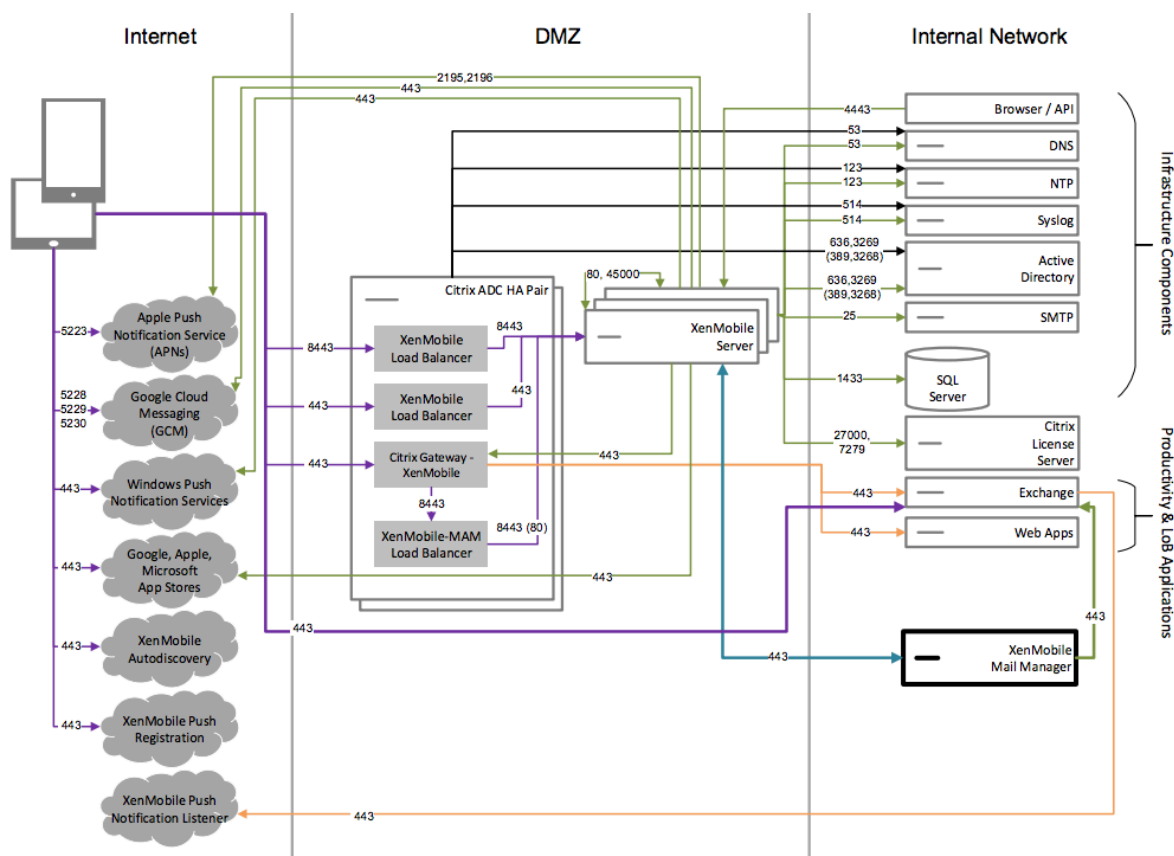 Internet
DMZ
Internal Network
2195,2196
443
443
4443
Browser / API
53
53
DNS
123
123
NTP
514
514
Syslog
636,3269
(389,3268)
636,3269
(389,3268)
Active
Directory
25
SMTP
1433
SQL
Server
27000,
7279
Citrix
License
Server
Infrastructure Components
443
Exchange
443
Web Apps
Productivity & LoB Applications
443
XenMobile
Mail Manager
443
5223
Apple Push
Notification Service
(APNs)
5228
5229
5230
Google Cloud
Messaging
(GCM)
443
Windows Push
Notification Services
443
Google, Apple,
Microsoft
App Stores
XenMobile
Autodiscovery
443
XenMobile Push
Registration
XenMobile Push
Notification Listener
443
Citrix ADC HA Pair
8443
XenMobile
Load Balancer
8443
443
XenMobile
Load Balancer
443
443
Citrix Gateway -
XenMobile
443
8443
XenMobile-MAM
Load Balancer
8443 (80)
80, 45000
XenMobile
Server
443
443
443